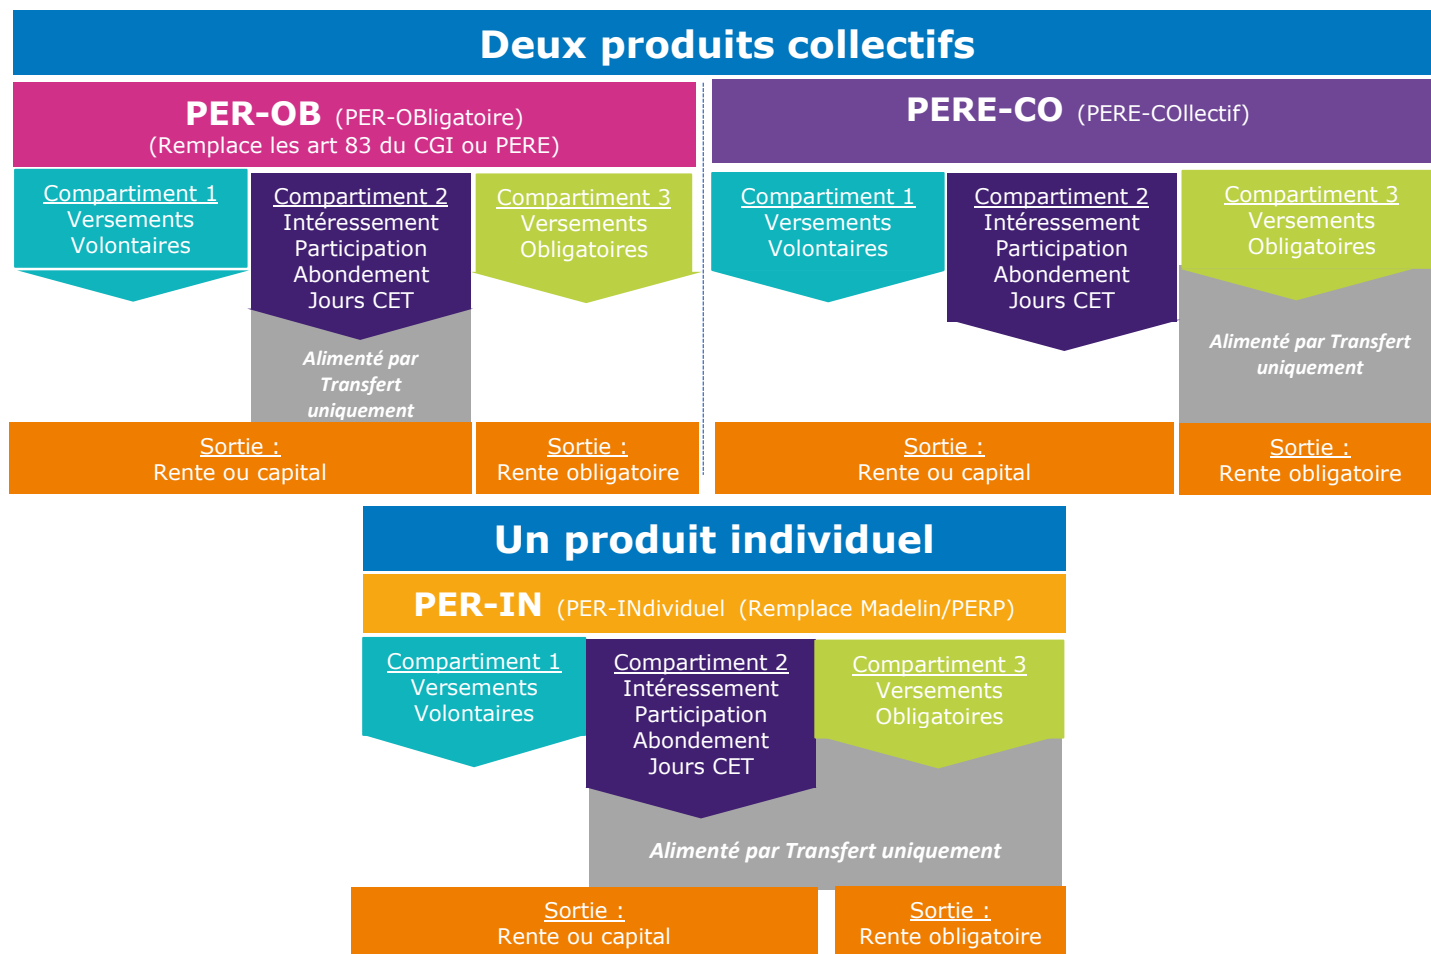 Deux produits collectifs
PER-OB (PER-OBligatoire)
(Remplace les art 83 du CGI ou PERE)
Compartiment 1
Versements
Volontaires
Compartiment 2
Intéressement
Participation
Abondement
Jours CET
Compartiment 3
Versements
Obligatoires
Alimenté par
Transfert
uniquement
Sortie :
Rente ou capital
Sortie :
Rente obligatoire
PERE-CO (PERE-COllectif)
Compartiment 1
Versements
Volontaires
Compartiment 2
Intéressement
Participation
Abondement
Jours CET
Compartiment 3
Versements
Obligatoires
Alimenté par Transfert
uniquement
Sortie :
Rente ou capital
Sortie :
Rente obligatoire
Un produit individuel
PER-IN (PER-INdividuel (Remplace Madelin/PERP)
Compartiment 1
Versements
Volontaires
Compartiment 2
Intéressement
Participation
Abondement
Jours CET
Compartiment 3
Versements
Obligatoires
Alimenté par Transfert uniquement
Sortie :
Rente ou capital
Sortie :
Rente obligatoire